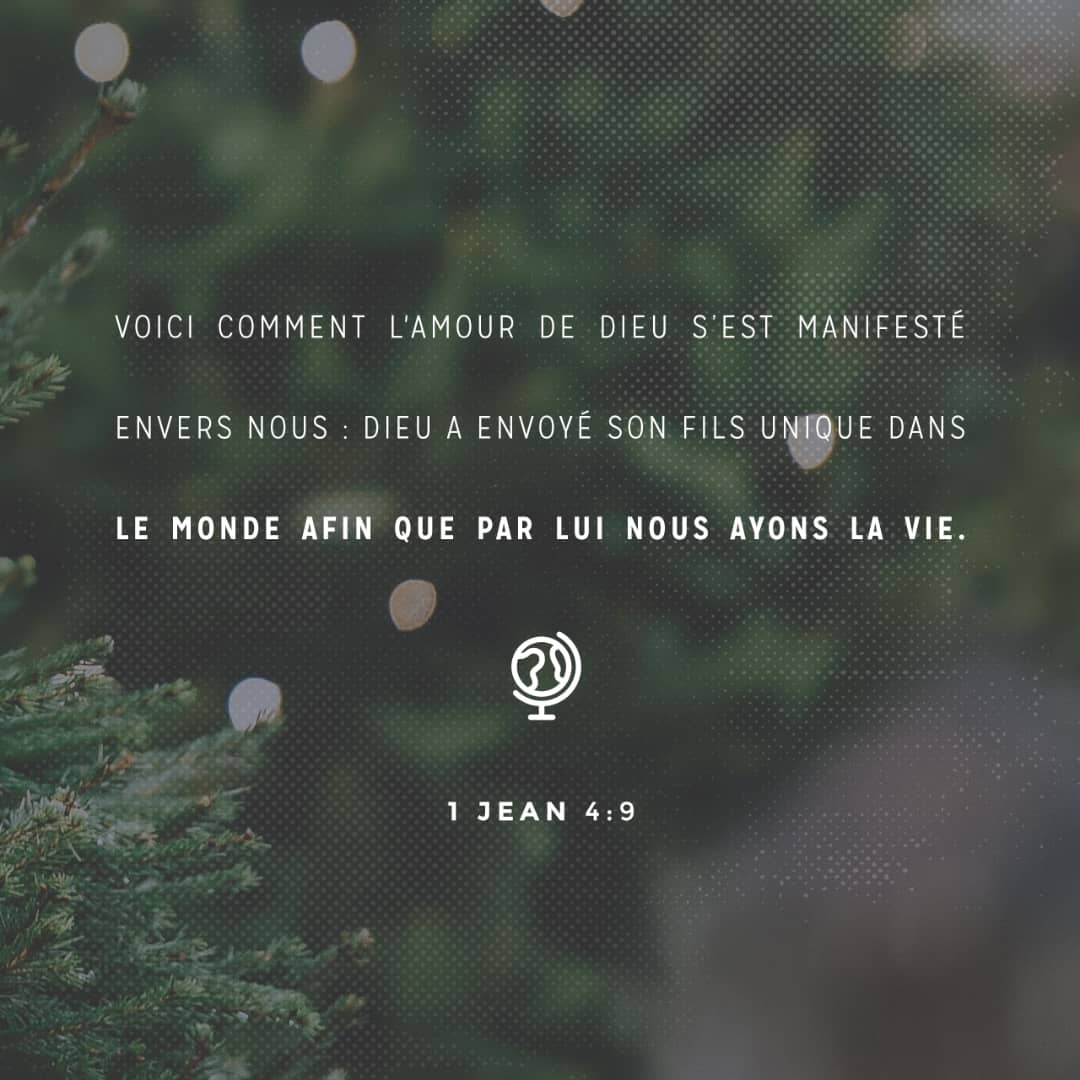 VOICI COMMENT L'AMOUR DE DIEU S'EST MANIFESTÉ
ENVERS NOUS : DIEU A ENVOYÉ SON FILS UNIQUE DANS
LE MONDE AFIN QUE PAR LUI NOUS AYONS LA VIE.
1 JEAN 4:9